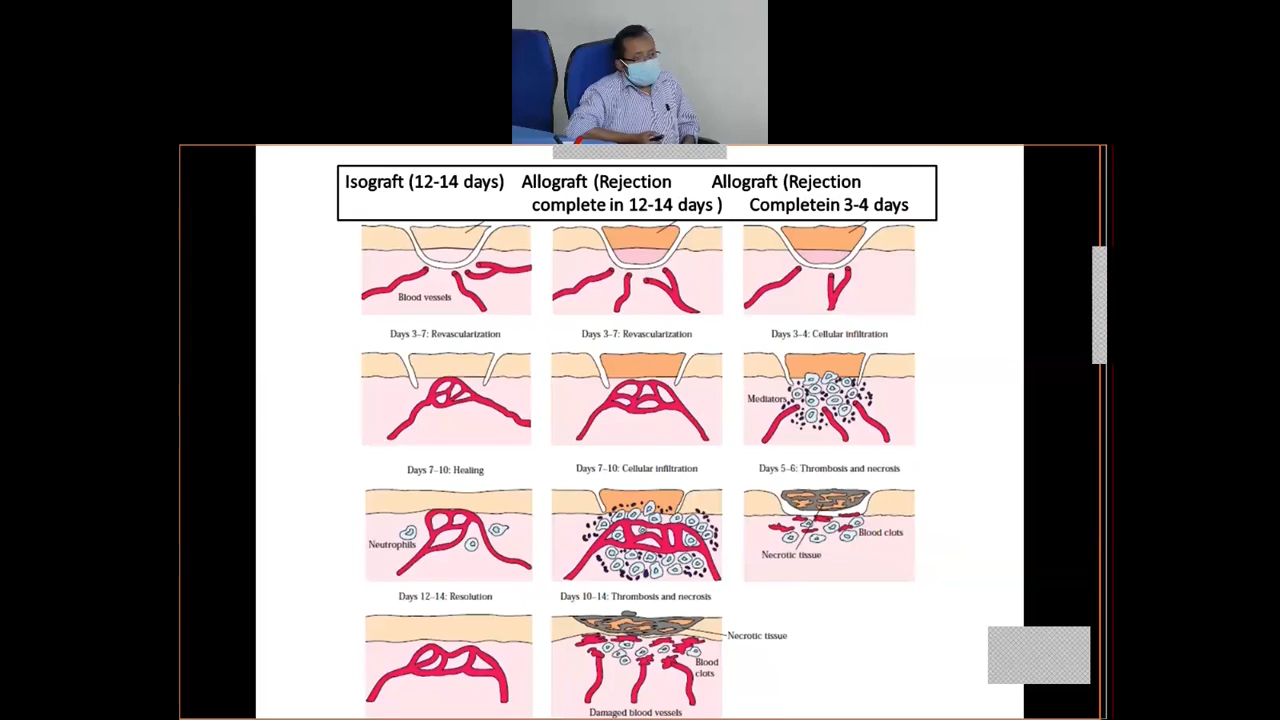 Isograft (12-14 days) Allograft (Rejection Allograft (Rejection
complete in 12-14 days ) Completein 3-4 days
Blood vessels
Days 3–7: Revascularization Days 3–7: Revascularization Days 3–4: Cellular infiltration
Mediators
Days 7–10: Healing Days 7–10: Cellular infiltration Days 5–6: Thrombosis and necrosis
Neutrophils
Blood clots
Necrotic tissue
Days 12–14: Resolution Days 10–14: Thrombosis and necrosis
Necrotic tissue
Blood
clots
Damaged blood vessels